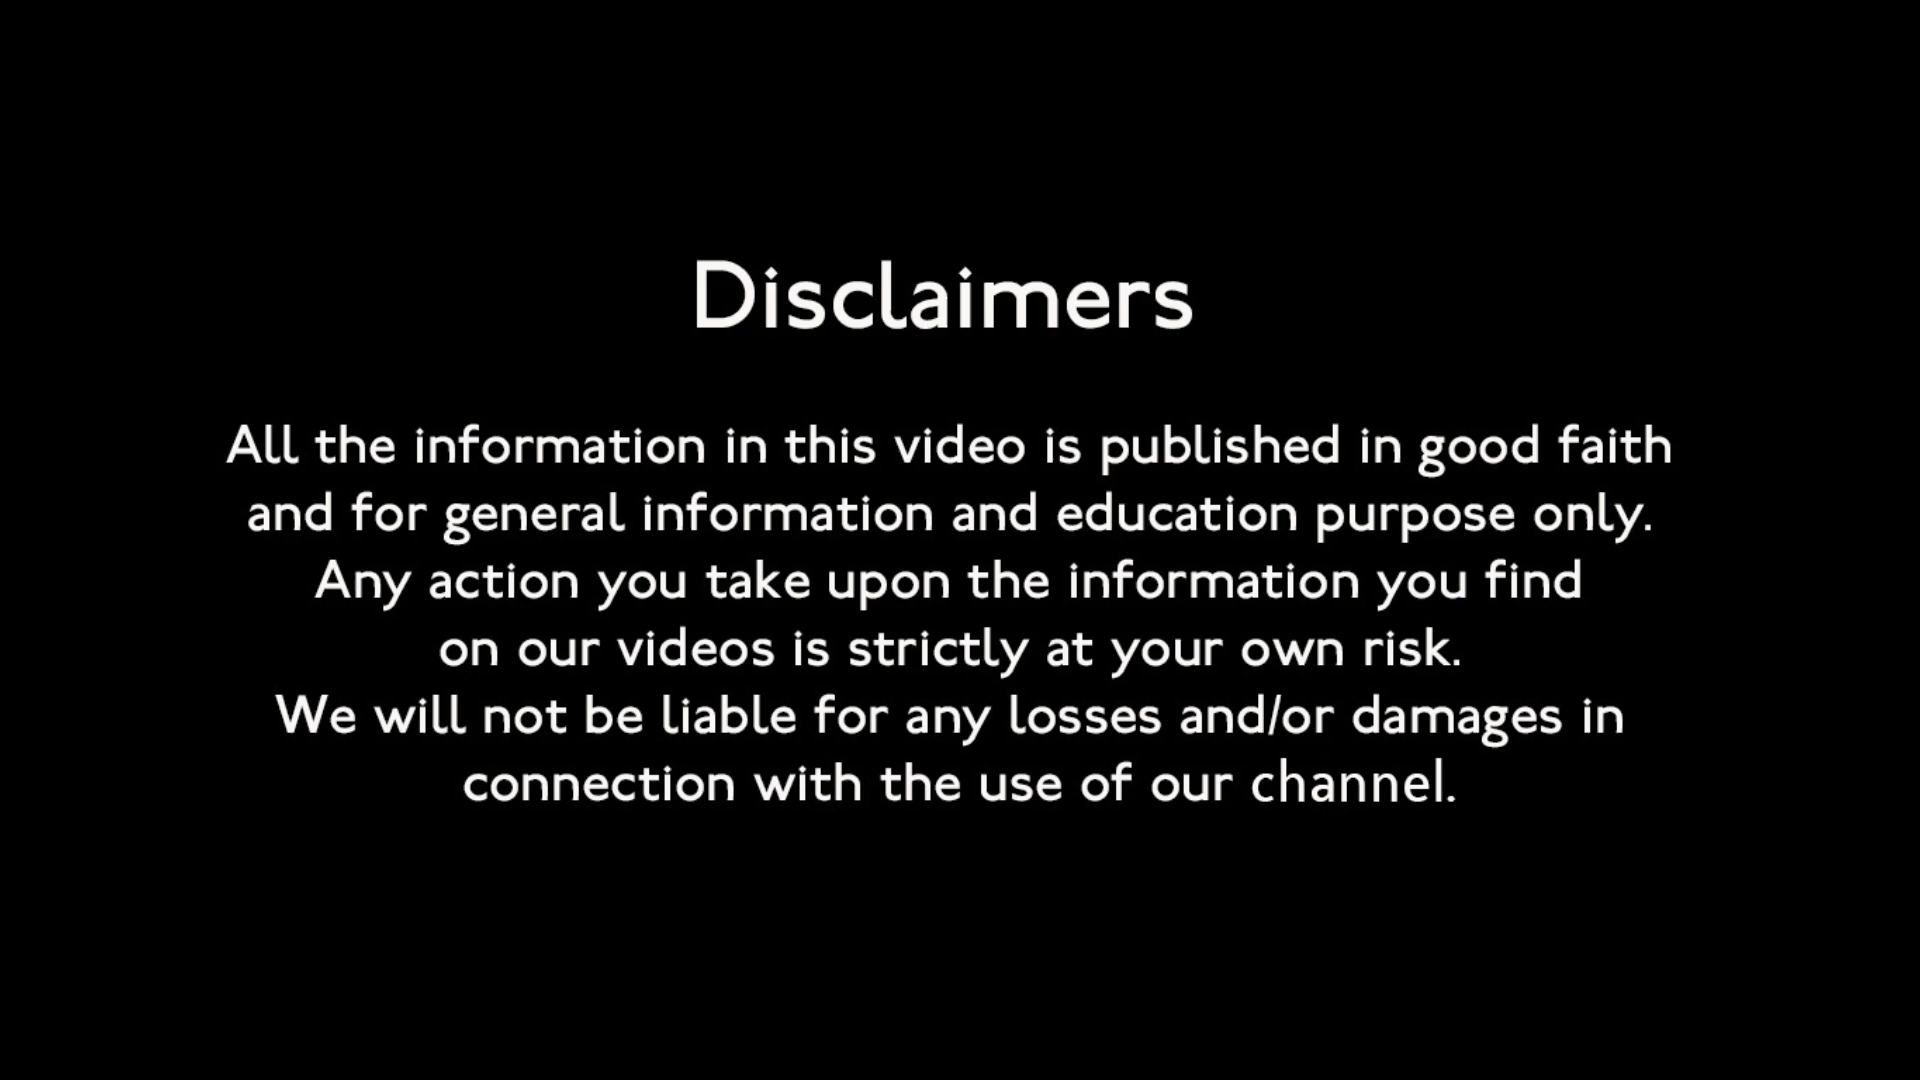 Disclaimers
All the information in this video is published in good faith
and for general information and education purpose only.
Any action you take upon the information you find
on our videos is strictly at your own risk.
We will not be liable for any losses and/or damages in
connection with the use of our channel.